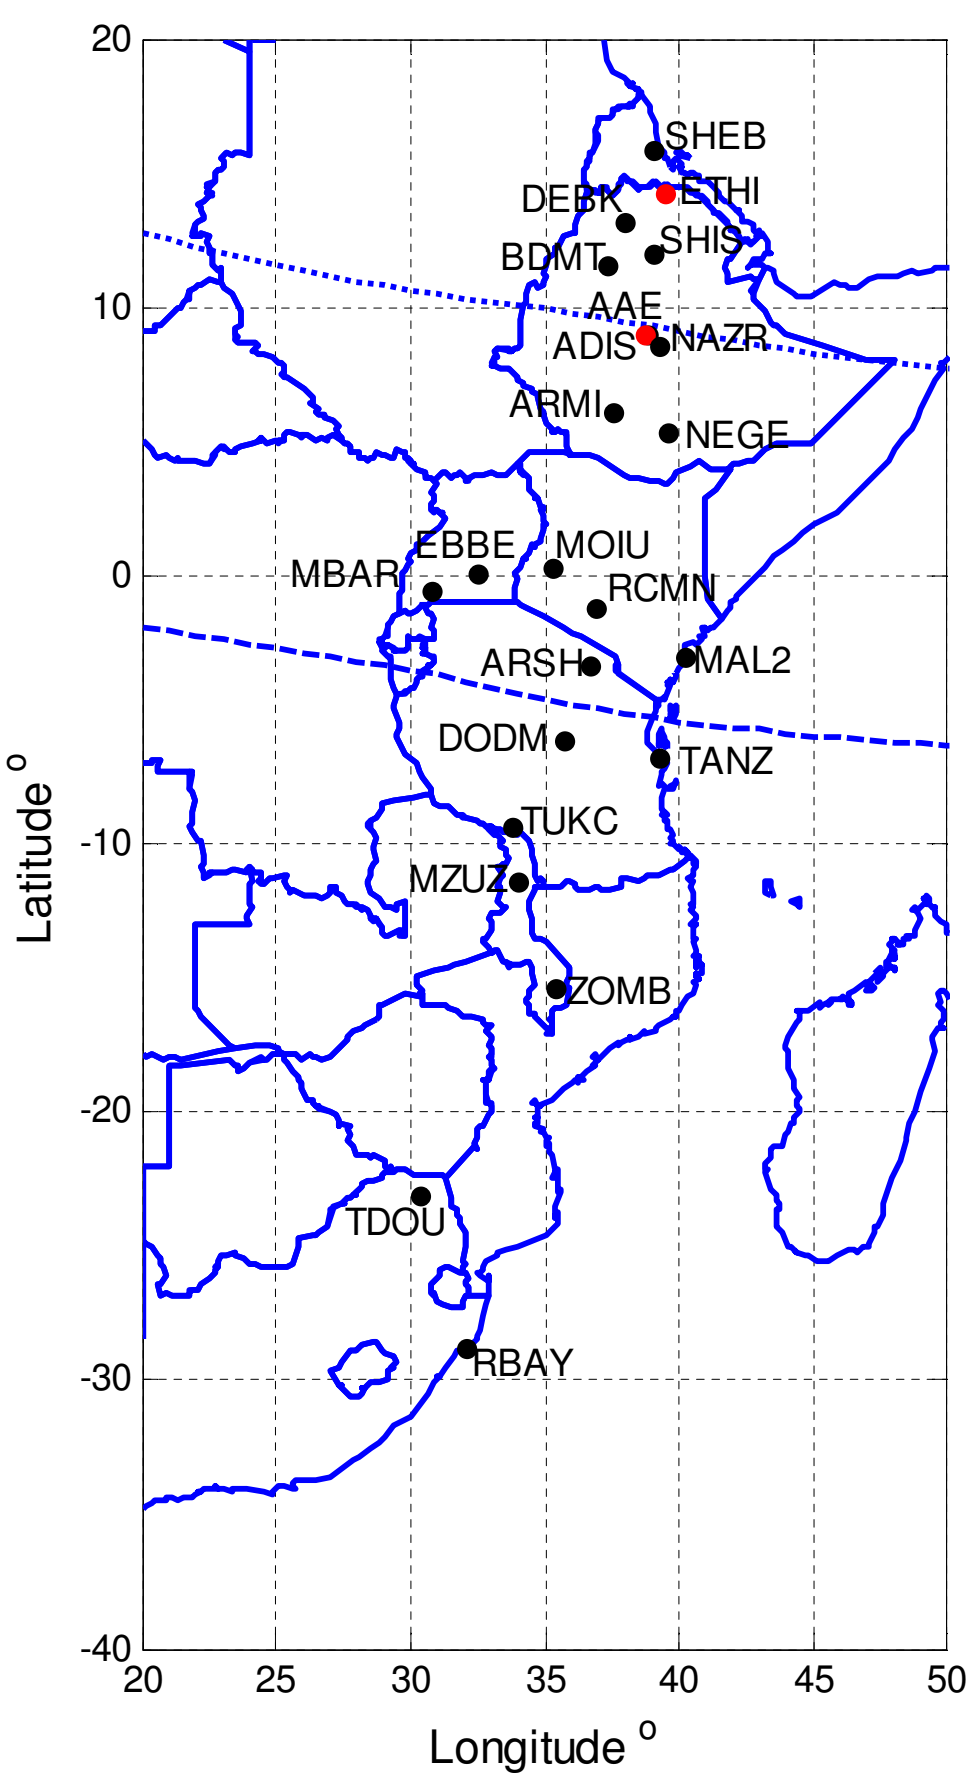 20
SHEB
ETHI
DEBK
SHIS
BDMT
10
AAE
NAZR
ADIS
ARMI
NEGE
EBBE
MOIU
0
MBAR
RCMN
ARSH
MAL2
DODM
TANZ
TUKC
-10
MZUZ
ZOMB
-20
TDOU
RBAY
-30
-40
20 25 30 35 40 45 50
Latitude o
Longitude o